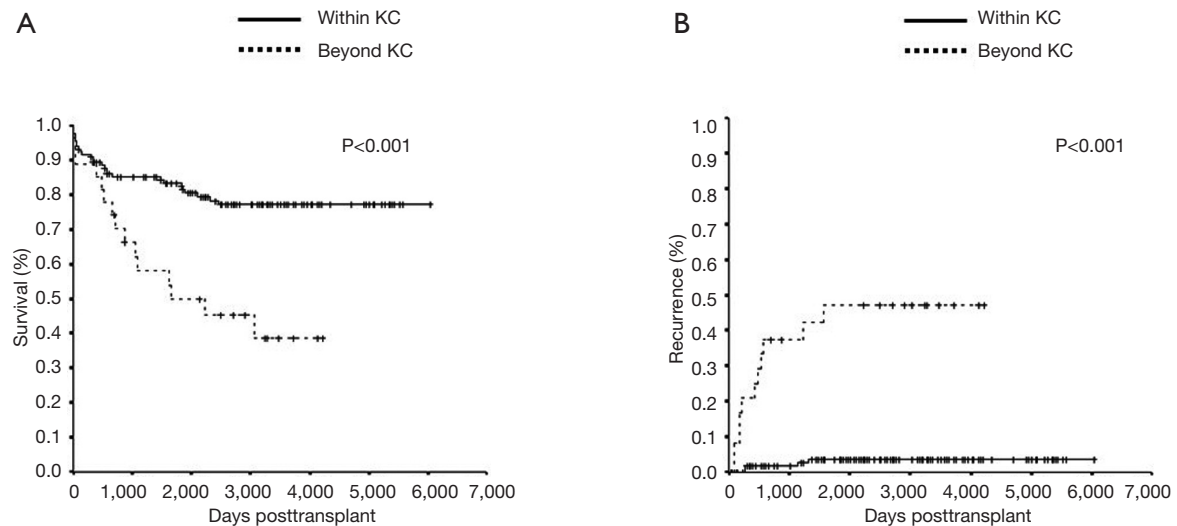 A
Within KC
Beyond KC
P<0.001
Survival (%)
1.0
0.9
0.8
0.7
0.6
0.5
0.4
0.3
0.2
0.1
0.0
0 1,000 2,000 3,000 4,000 5,000 6,000 7,000
Days posttransplant
B
Within KC
Beyond KC
P<0.001
Recurrence (%)
1.0
0.9
0.8
0.7
0.6
0.5
0.4
0.3
0.2
0.1
0.0
0 1,000 2,000 3,000 4,000 5,000 6,000 7,000
Days posttransplant